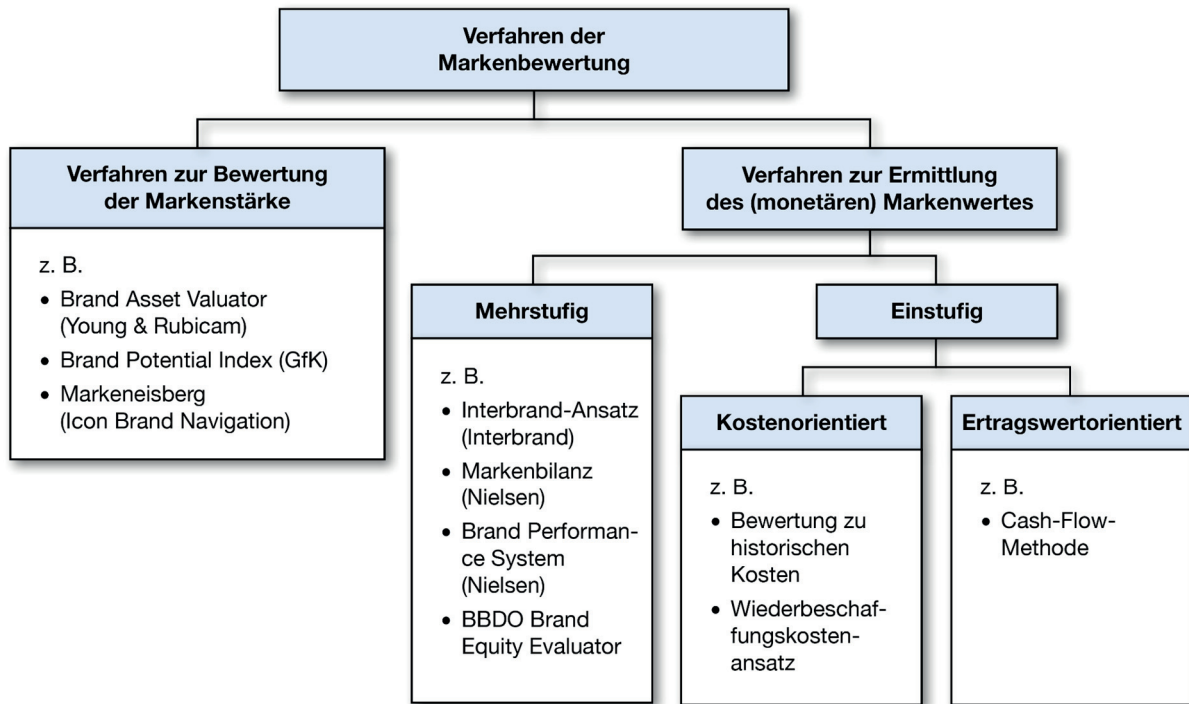 Verfahren der
Markenbewertung
Verfahren zur Bewertung
der Markenstärke
z. B.
• Brand Asset Valuator
(Young & Rubicam)
• Brand Potential Index (GfK)
• Markeneisberg
(Icon Brand Navigation)
Verfahren zur Ermittlung
des (monetären) Markenwertes
Mehrstufig
z. B.
• Interbrand-Ansatz
(Interbrand)
• Markenbilanz
(Nielsen)
• Brand Performan-
ce System
(Nielsen)
• BBDO Brand
Equity Evaluator
Einstufig
Kostenorientiert
z. B.
• Bewertung zu
historischen
Kosten
• Wiederbeschaf-
fungskosten-
ansatz
Ertragswertorientiert
z. B.
• Cash-Flow-
Methode